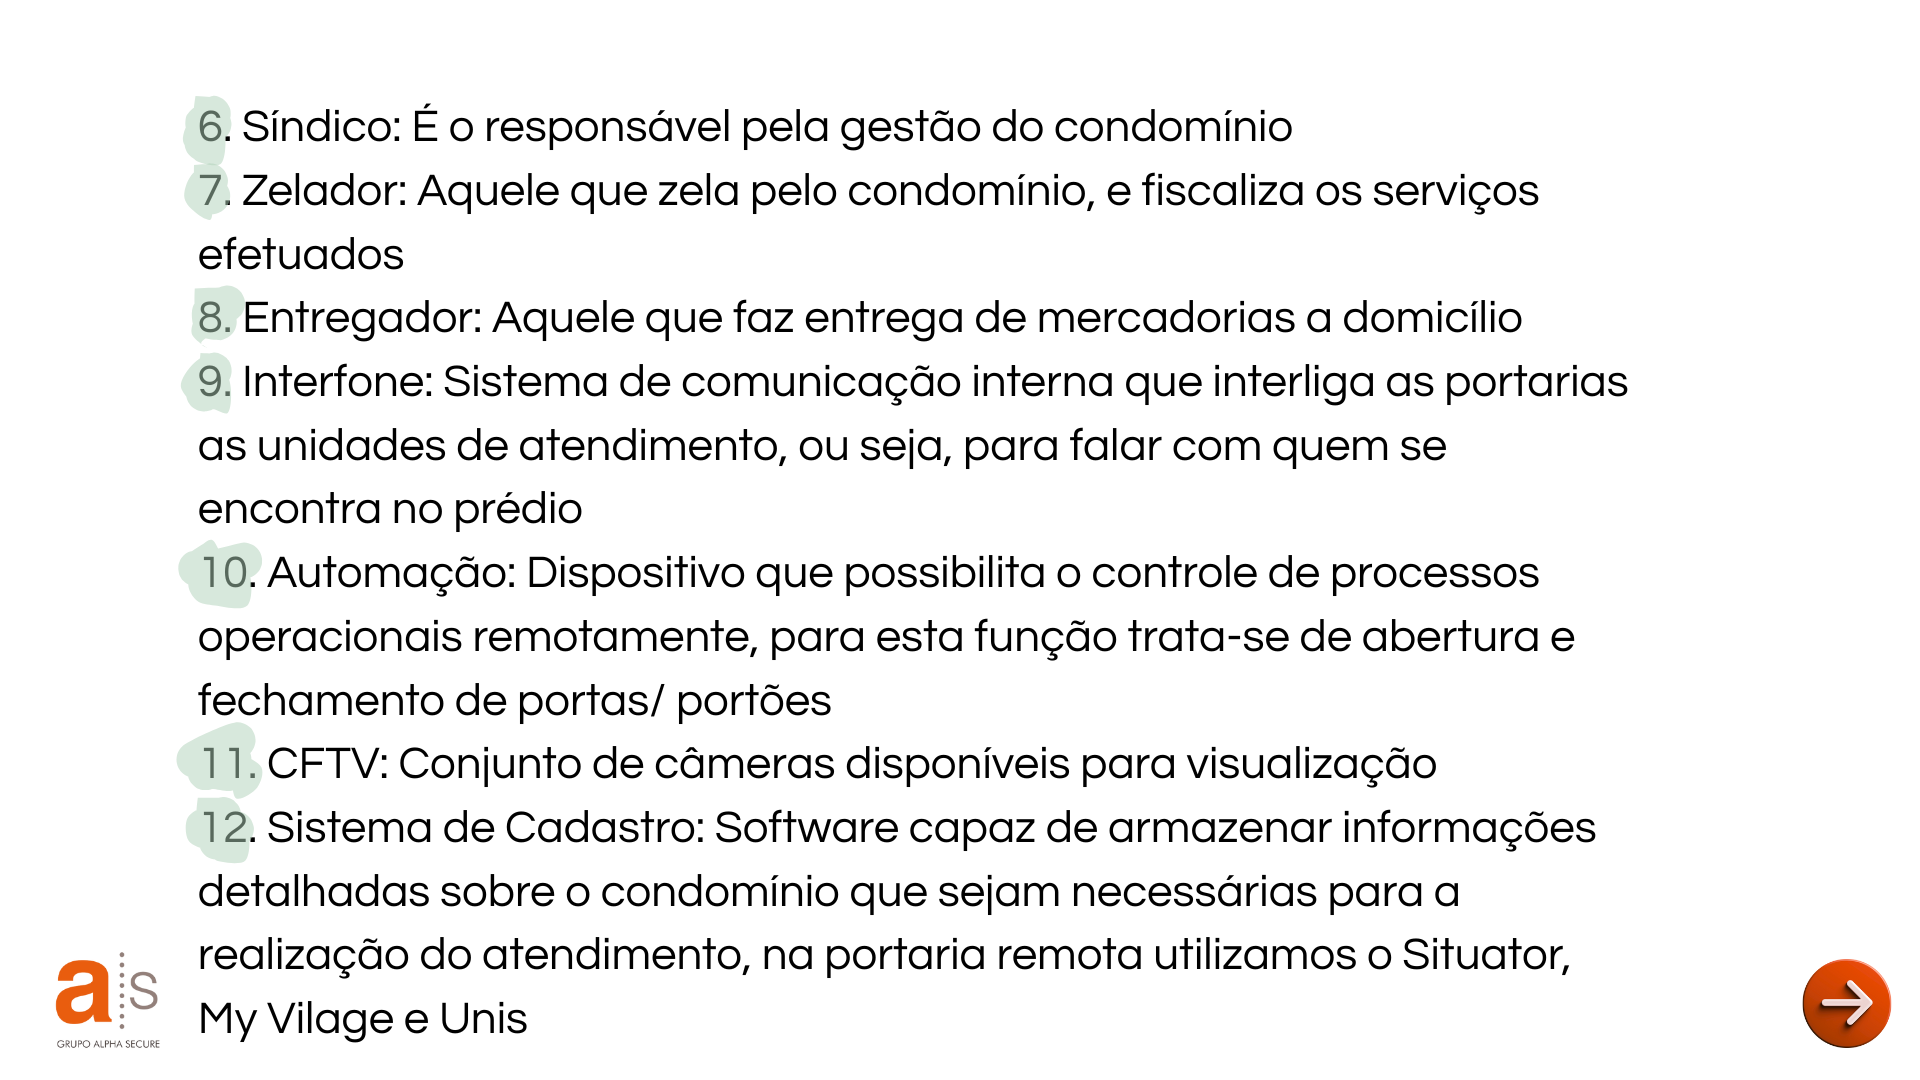 6. Síndico: É o responsável pela gestão do condomínio
7. Zelador: Aquele que zela pelo condomínio, e fiscaliza os serviços
efetuados
8. Entregador: Aquele que faz entrega de mercadorias a domicílio
9. Interfone: Sistema de comunicação interna que interliga as portarias
as unidades de atendimento, ou seja, para falar com quem se
encontra no prédio
10. Automação: Dispositivo que possibilita o controle de processos
operacionais remotamente, para esta função trata-se de abertura e
fechamento de portas/ portões
11. CFTV: Conjunto de câmeras disponíveis para visualização
12. Sistema de Cadastro: Software capaz de armazenar informações
detalhadas sobre o condomínio que sejam necessárias para a
realização do atendimento, na portaria remota utilizamos o Situator,
My Vilage e Unis
a s
GRUPO ALPHA SECURE